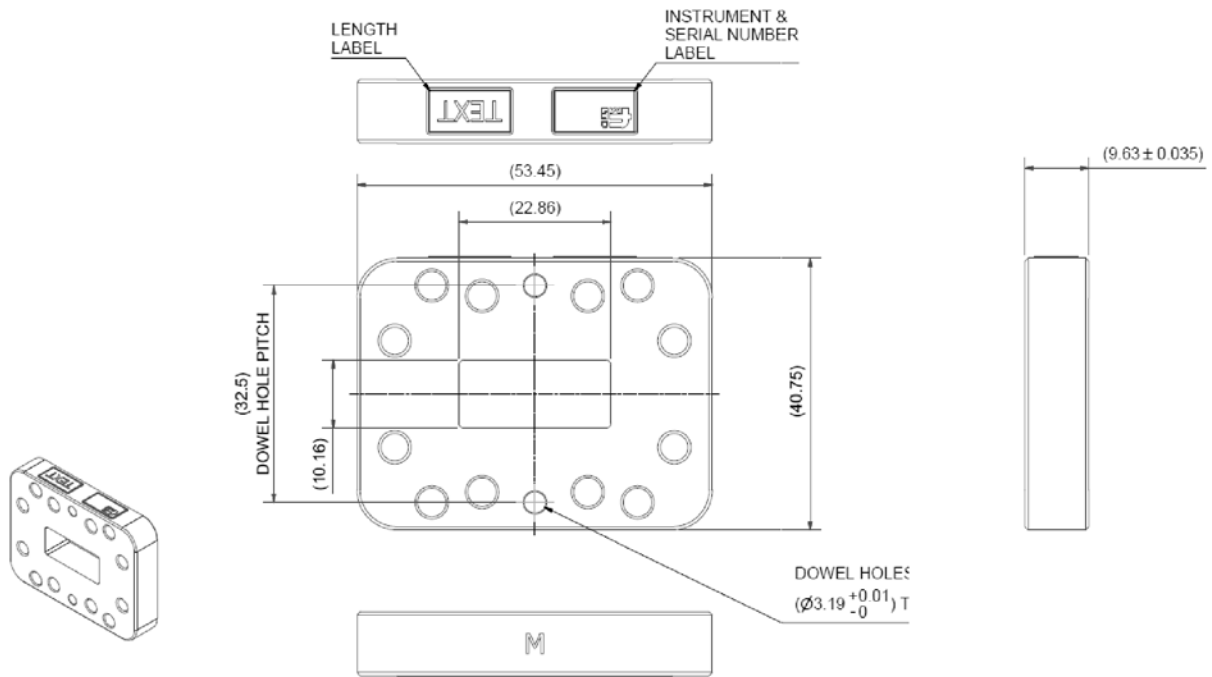 LENGTH
LABEL
INSTRUMENT &
SERIAL NUMBER
LABEL
TEXT
(53.45)
(9.63 ± 0.035)
(22.86)
(32.5)
DOWEL HOLE PITCH
(10.16)
(40.75)
TEXT
DOWEL HOLES
(Ø3.19 +0.01 -0) T
M